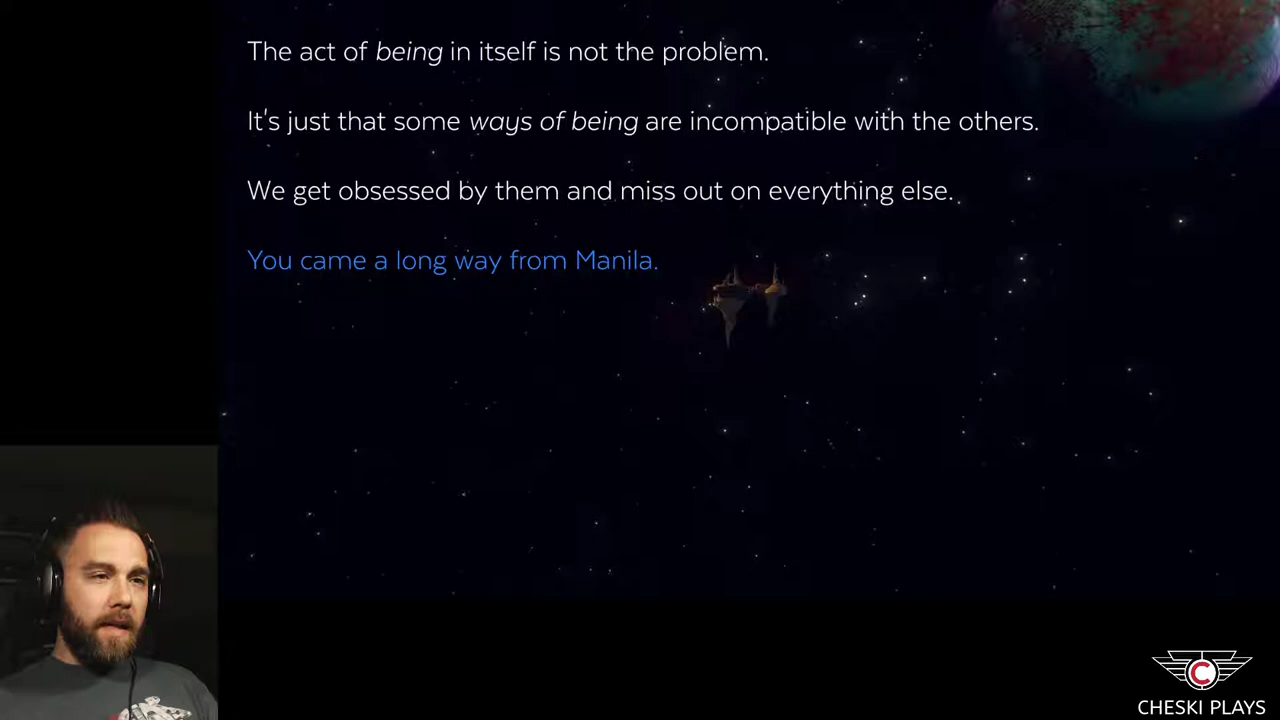 The act of being in itself is not the problem.
It's just that some ways of being are incompatible with the others.
We get obsessed by them and miss out on everything else.
You came a long way from Manila.
C
CHESKI PLAYS